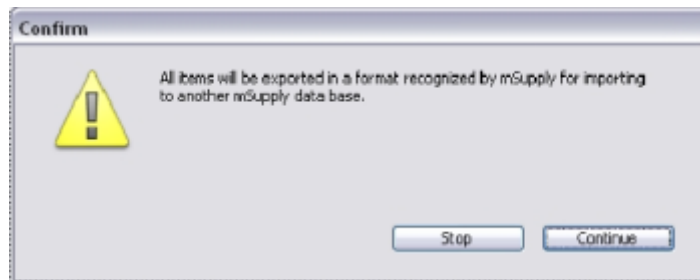 Confirm
All items will be exported in a format recognized by mSupply for importing
to another mSupply data base.
Stop
Continue